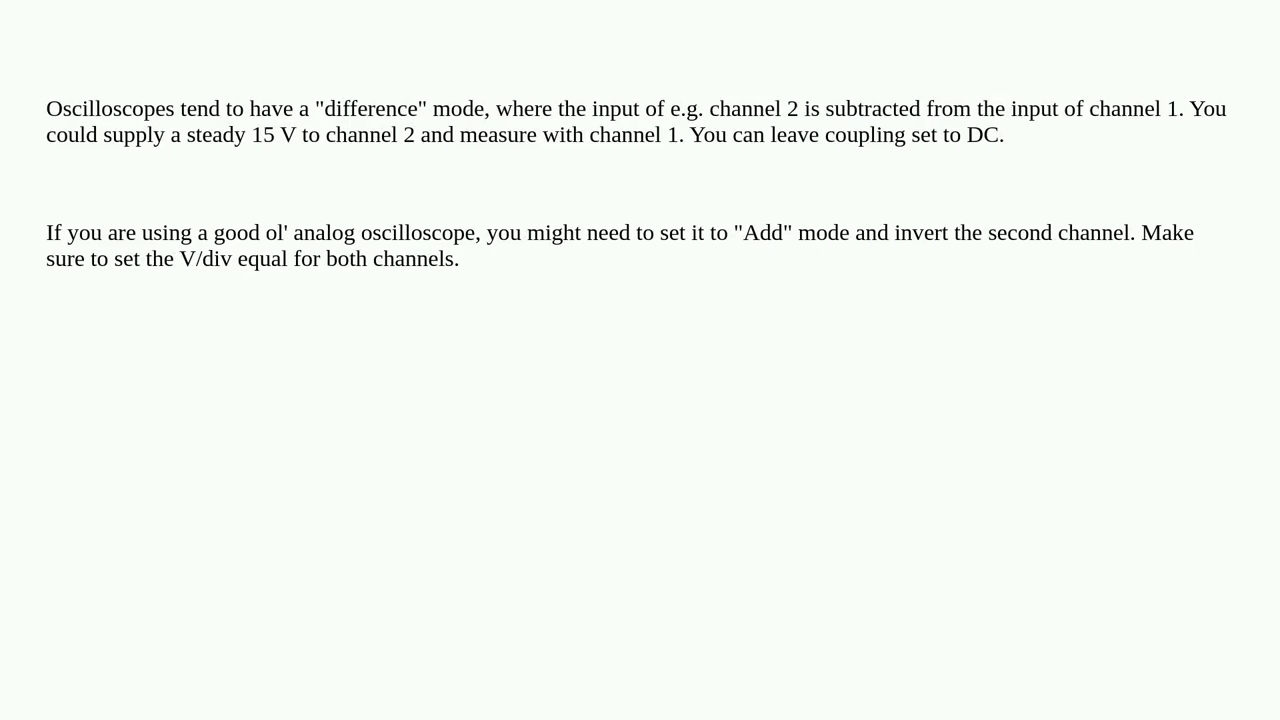 Oscilloscopes tend to have a "difference" mode, where the input of e.g. channel 2 is subtracted from the input of channel 1. You
could supply a steady 15 V to channel 2 and measure with channel 1. You can leave coupling set to DC.
If you are using a good ol' analog oscilloscope, you might need to set it to "Add" mode and invert the second channel. Make
sure to set the V/div equal for both channels.